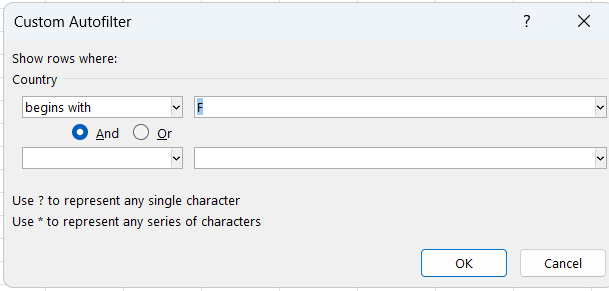 Custom Autofilter ? ×
Show rows where:
Country
begins with F
And Or
Use ? to represent any single character
Use * to represent any series of characters
OK Cancel